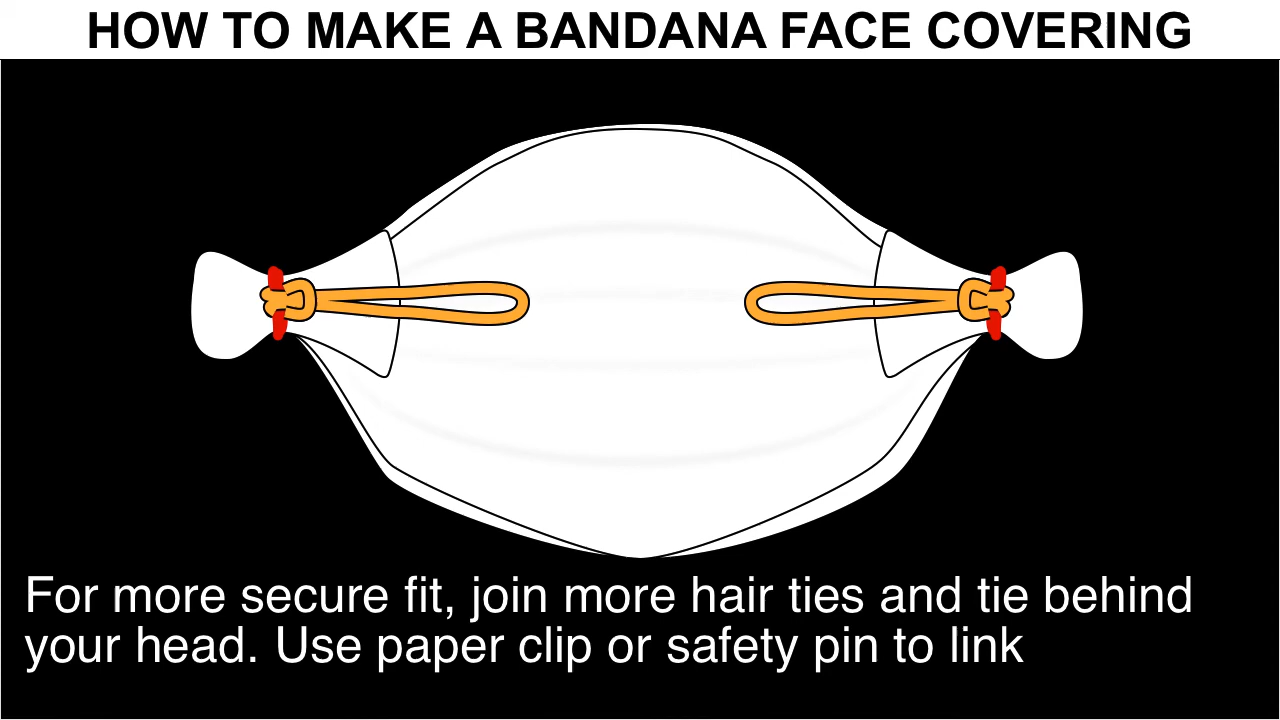 HOW TO MAKE A BANDANA FACE COVERING
For more secure fit, join more hair ties and tie behind
your head. Use paper clip or safety pin to link